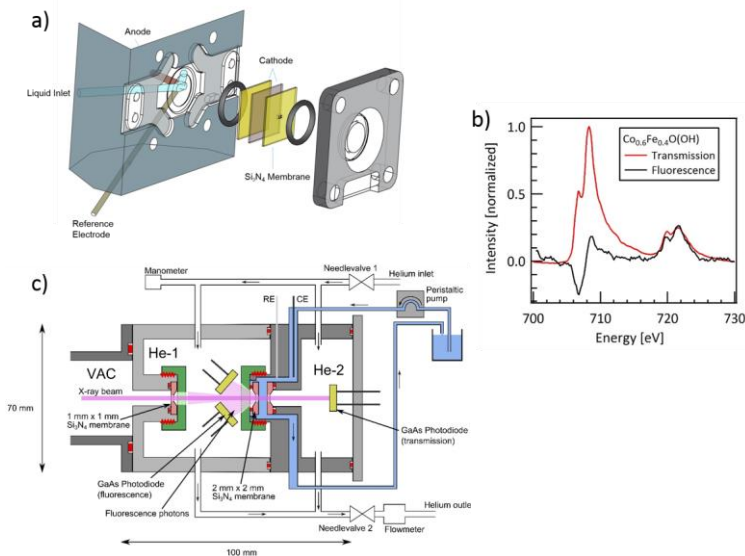 a)
Anode
Cathode
Liquid Inlet
Si₃N₄ Membrane
Reference
Electrode
b)
Co₀.₆Fe₀.₄O(OH)
Transmission
Fluorescence
Intensity [normalized]
1.0
0.5
0.0
700
710
720
730
Energy [eV]
c)
Manometer
Needlevalve 1
Helium inlet
Peristaltic
pump
RE
CE
VAC
He-1
He-2
X-ray beam
70 mm
1 mm x 1 mm
Si₃N₄ membrane
GaAs Photodiode
(fluorescence)
Fluorescence photons
2 mm x 2 mm
Si₃N₄ membrane
GaAs Photodiode
(transmission)
Helium outle
Needlevalve 2
Flowmeter
100 mm